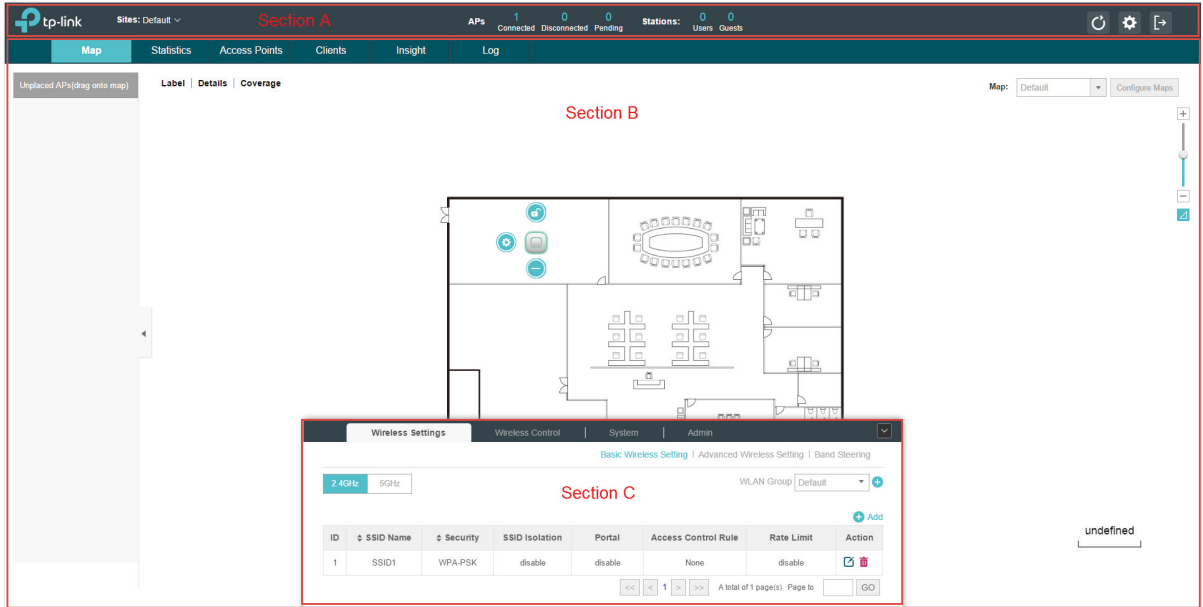 tp-link Sites: Default Section A APs 1 0 0 Stations: 0 0
Connected Disconnected Pending Users Guests
Map Statistics Access Points Clients Insight Log
Unplaced APs(drag onto map) Label | Details | Coverage Map: Default Configure Maps
Section B
Wireless Settings Wireless Control | System | Admin
Basic Wireless Setting | Advanced Wireless Setting | Band Steering
2.4GHz 5GHz WLAN Group Default
Section C
Add
undefined
ID SSID Name Security SSID Isolation Portal Access Control Rule Rate Limit Action
1 SSID1 WPA-PSK disable disable None disable
<< < 1 > >> A total of 1 page(s) Page to GO